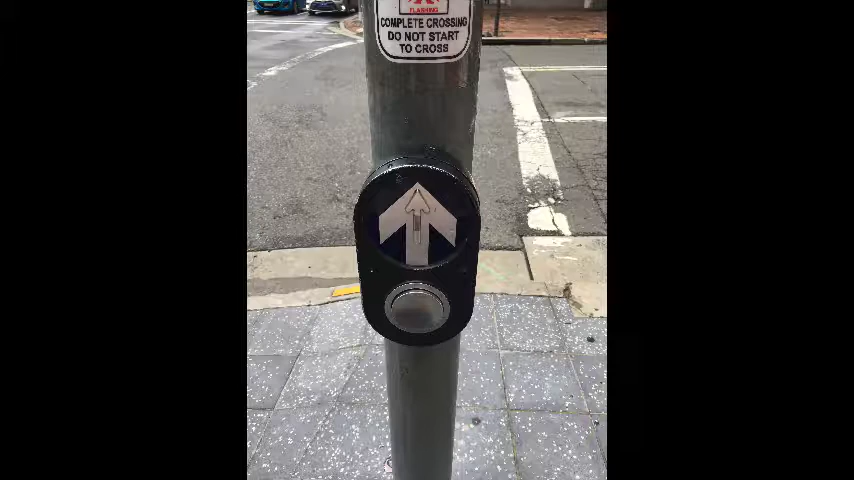 FLASHING
COMPLETE CROSSING
DO NOT START
TO CROSS